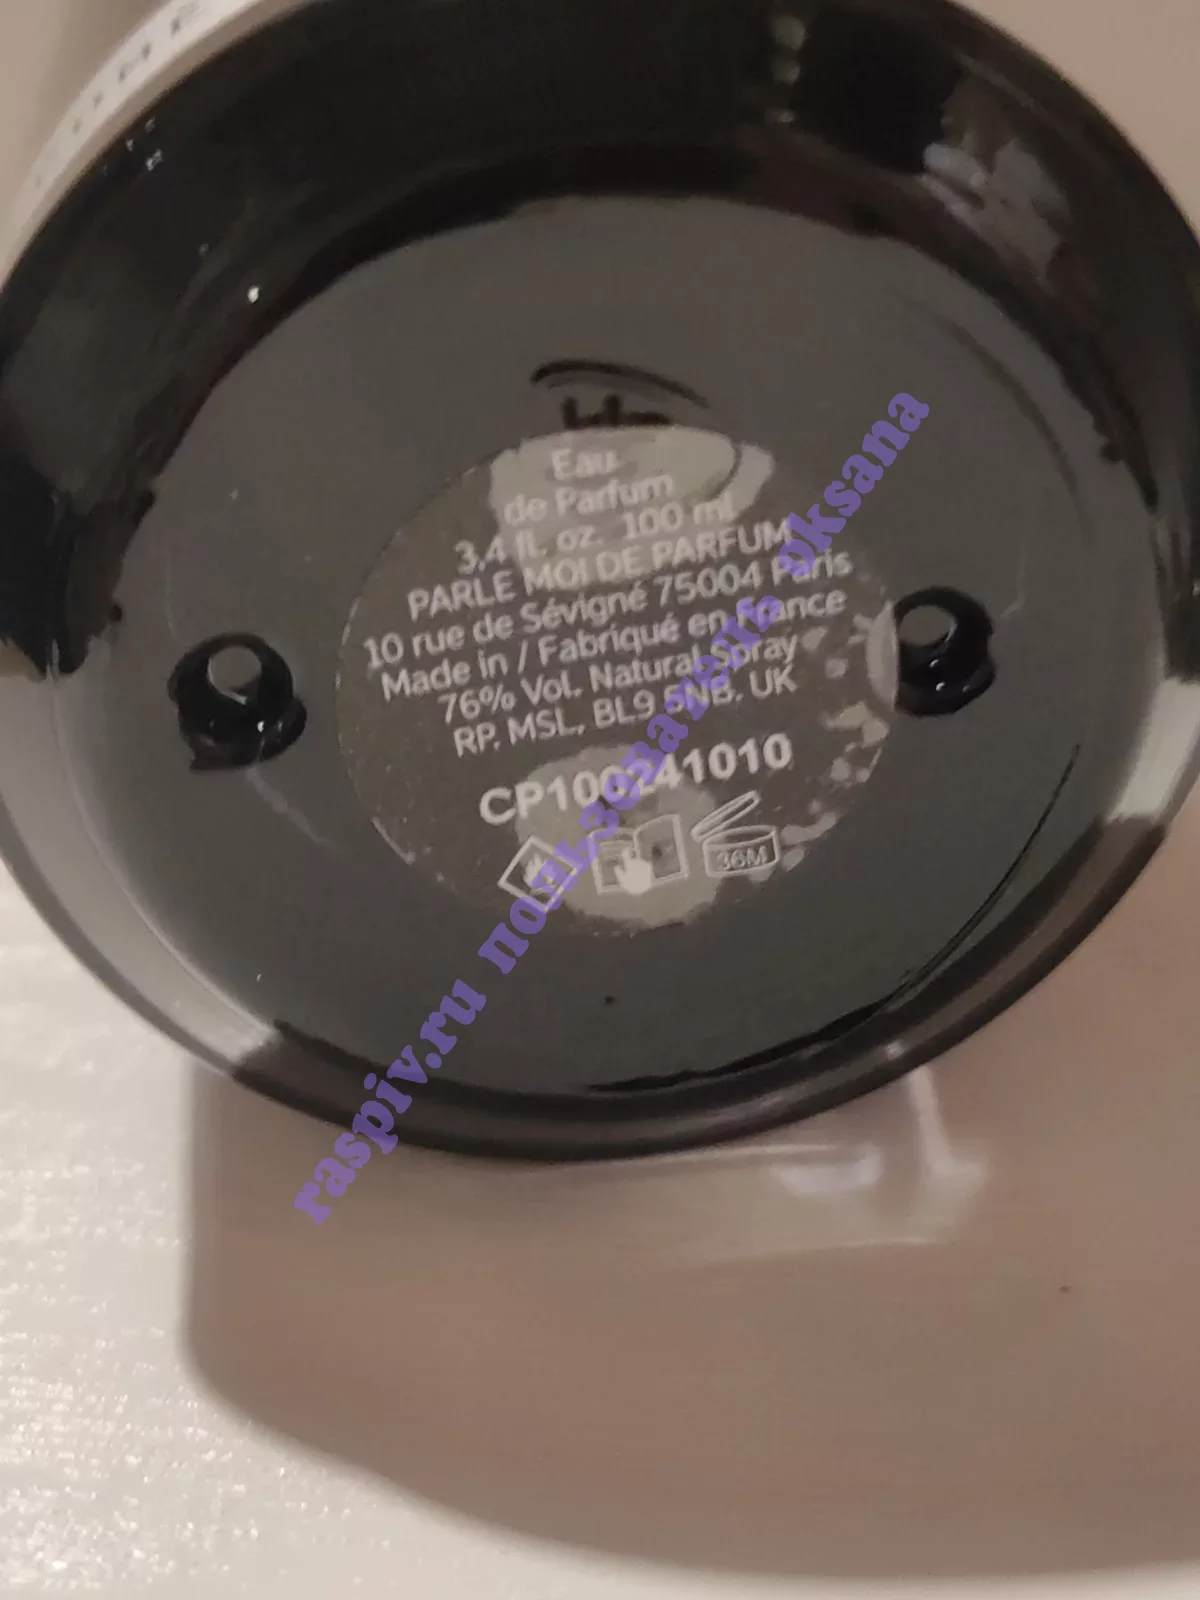 Eau
de Parfum
3,4 fl. oz. 100 ml
PARLE MOI DE PARFUM
10 rue de Sévigné 75004 Paris
Made in / Fabriqué en France
76% Vol. Natural Spray
RP. MSL, BL9 5NB. UK
CP100241010
36M
raspiv.ru пользователь oksana